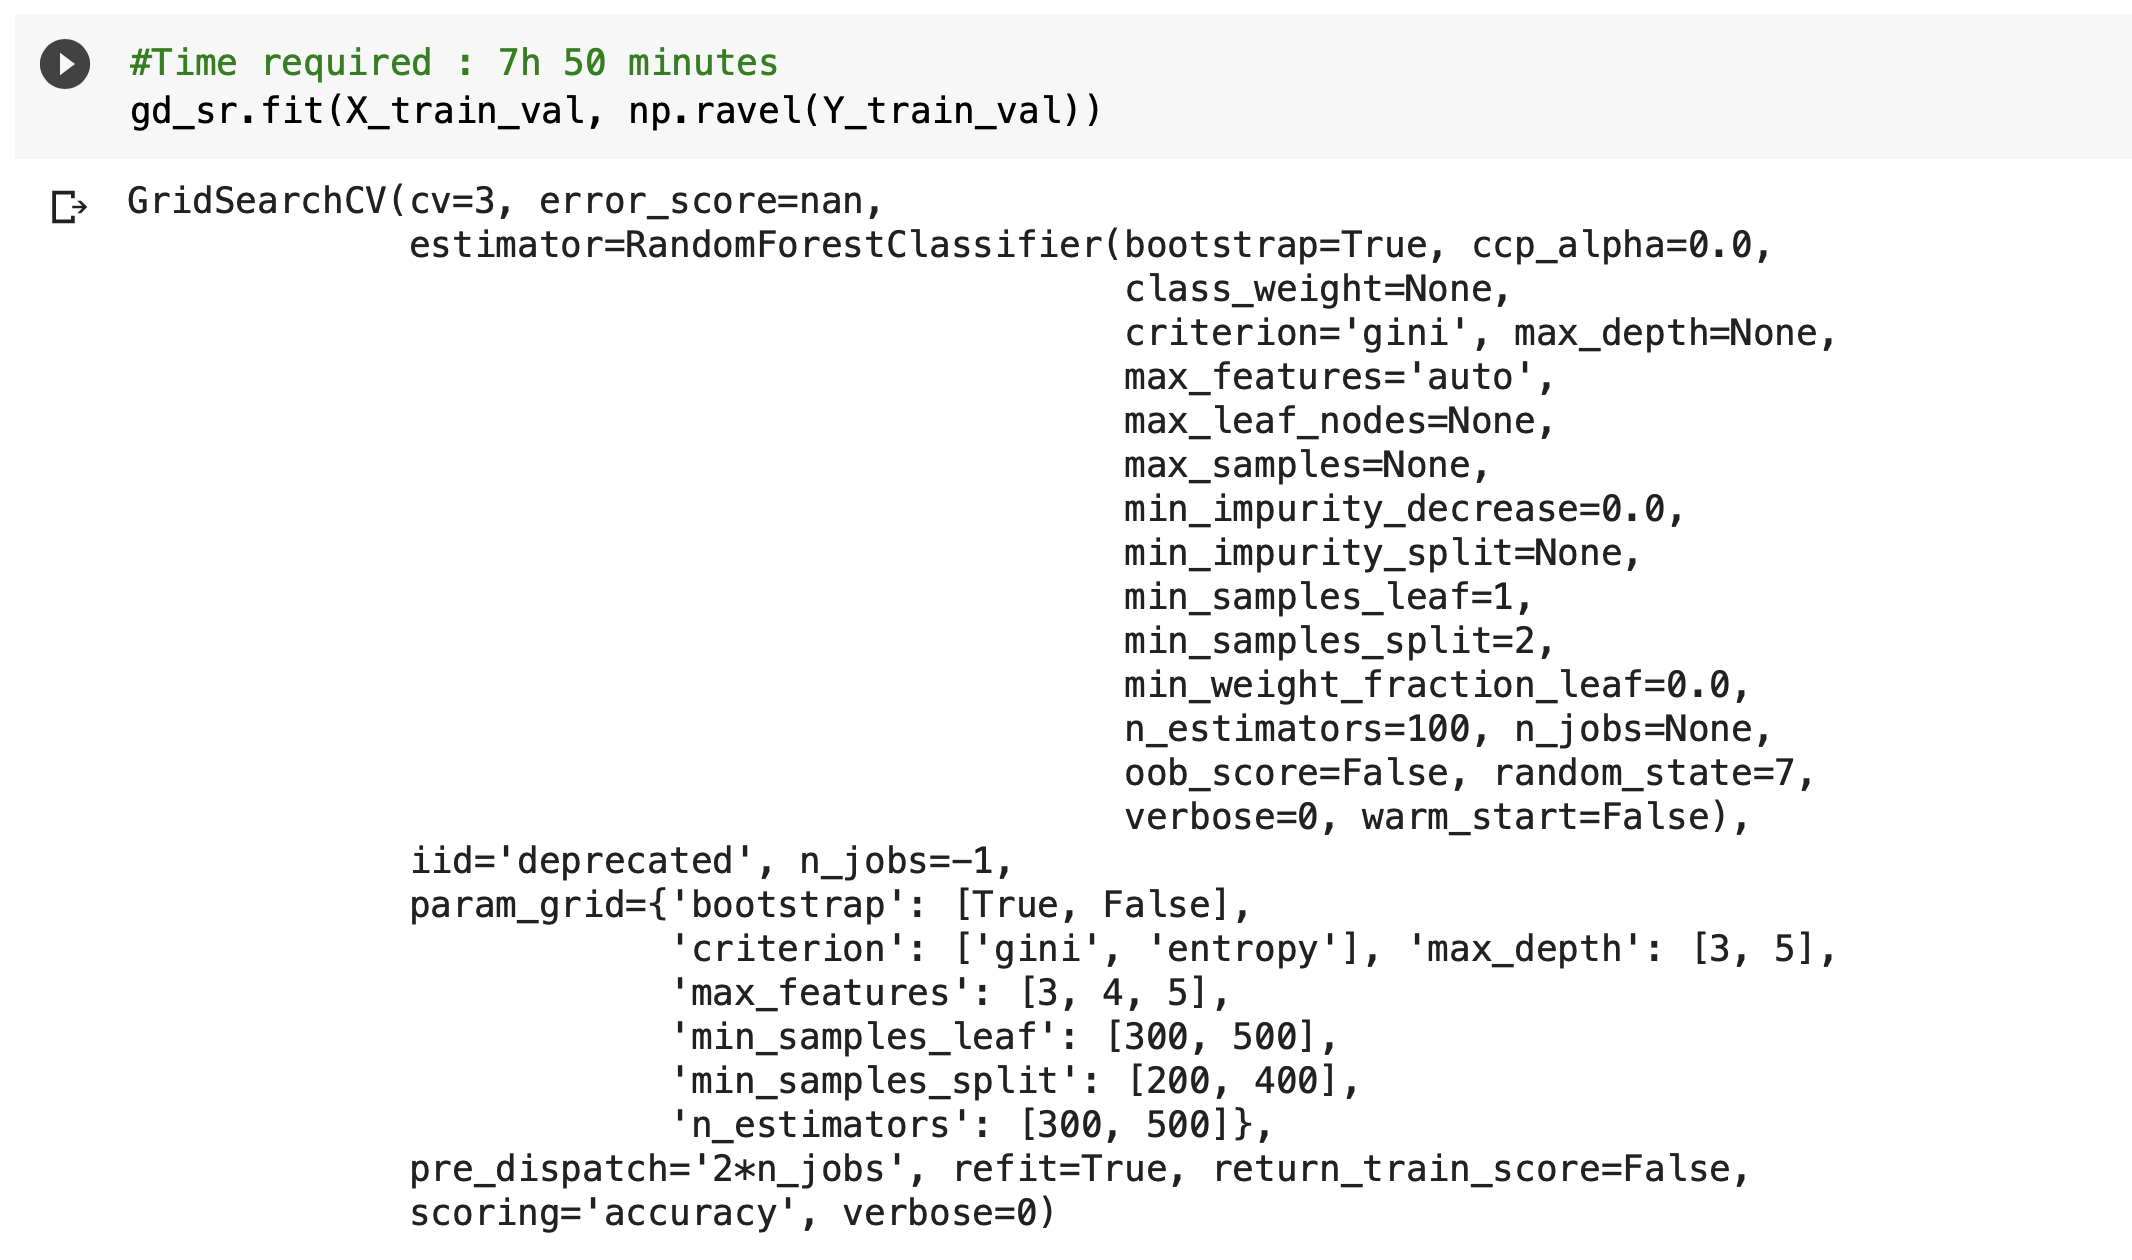 #Time required : 7h 50 minutes
gd_sr.fit(X_train_val, np.ravel(Y_train_val))
GridSearchCV(cv=3, error_score=nan,
estimator=RandomForestClassifier(bootstrap=True, ccp_alpha=0.0,
class_weight=None,
criterion='gini', max_depth=None,
max_features='auto',
max_leaf_nodes=None,
max_samples=None,
min_impurity_decrease=0.0,
min_impurity_split=None,
min_samples_leaf=1,
min_samples_split=2,
min_weight_fraction_leaf=0.0,
n_estimators=100, n_jobs=None,
oob_score=False, random_state=7,
verbose=0, warm_start=False),
iid='deprecated', n_jobs=-1,
param_grid={'bootstrap': [True, False],
'criterion': ['gini', 'entropy'], 'max_depth': [3, 5],
'max_features': [3, 4, 5],
'min_samples_leaf': [300, 500],
'min_samples_split': [200, 400],
'n_estimators': [300, 500]},
pre_dispatch='2*n_jobs', refit=True, return_train_score=False,
scoring='accuracy', verbose=0)